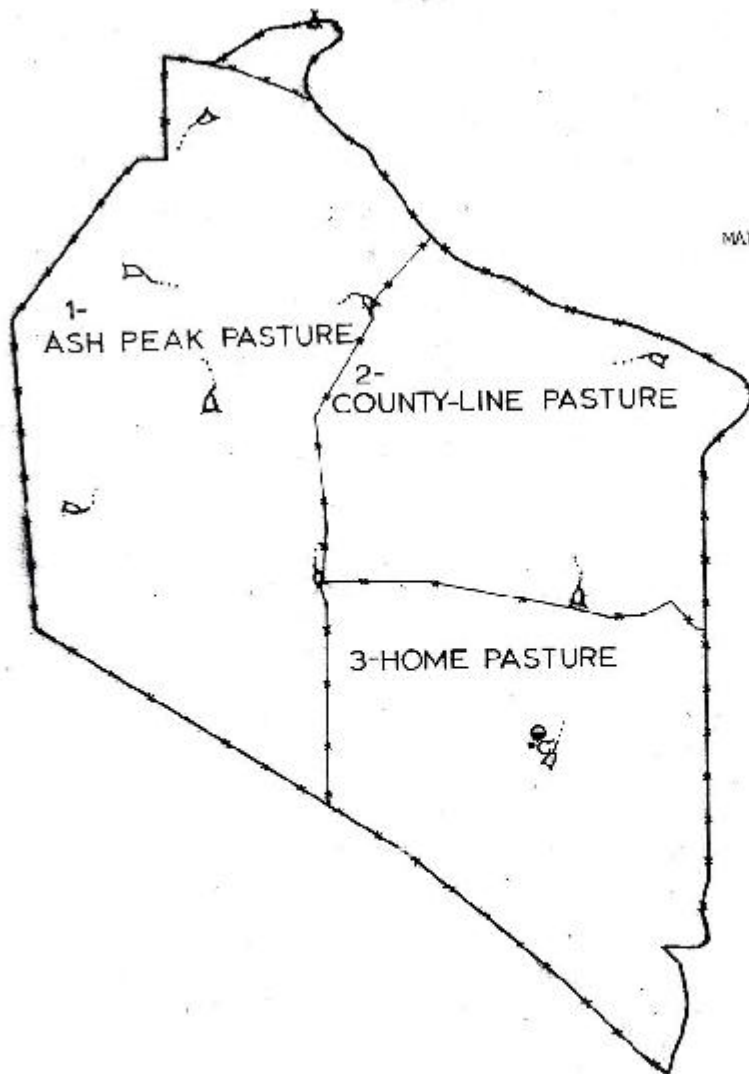 1-
ASH PEAK PASTURE
2-
COUNTY-LINE PASTURE
3-HOME PASTURE